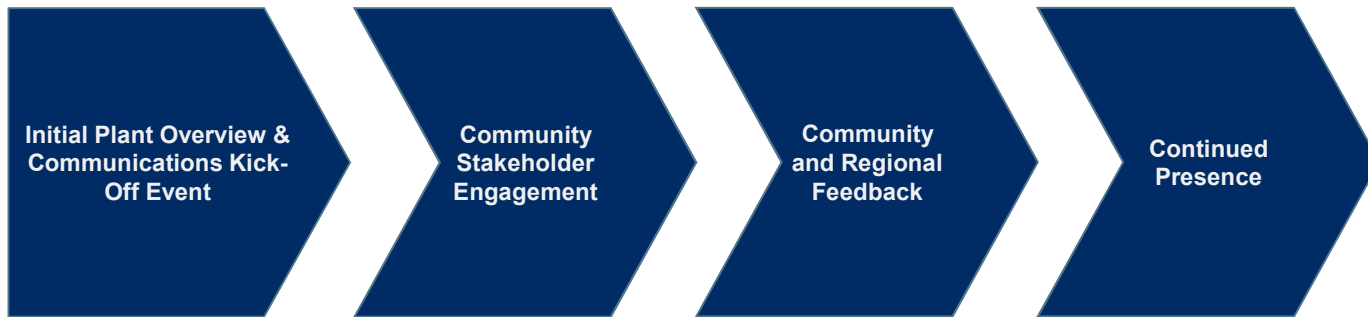 Initial Plant Overview &
Communications Kick-
Off Event
Community
Stakeholder
Engagement
Community
and Regional
Feedback
Continued
Presence